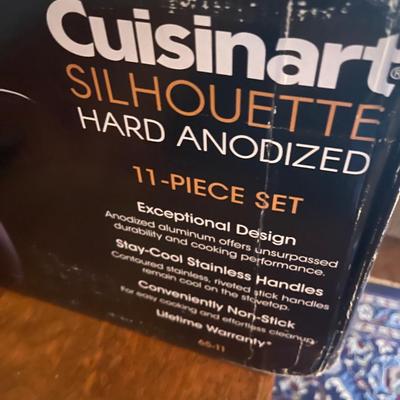 Cuisinart®
SILHOUETTE
HARD ANODIZED
11-PIECE SET
Exceptional Design
Anodized aluminum offers unsurpassed
durability and cooking performance.
Stay-Cool Stainless Handles
Contoured stainless, riveted stick handles
remain cool on the stovetop.
Conveniently Non-Stick
For easy cooking and effortless cleanup.
Lifetime Warranty*
65-11